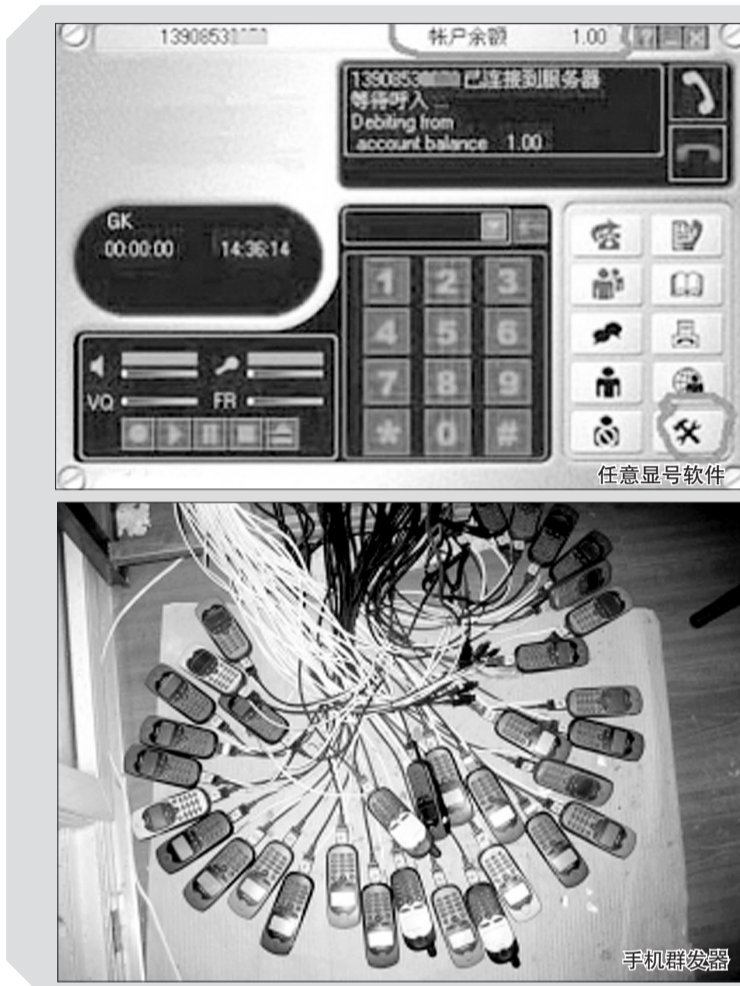 1390853
帐户余额 1.00 ? _ X
1390853 已连接到服务器
等待呼入 ...
Debiting from
account balance 1.00
GK
00:00:00 14:36:14
1 2 3
4 5 6
7 8 9
* 0 #
VQ FR
任意显号软件
手机群发器